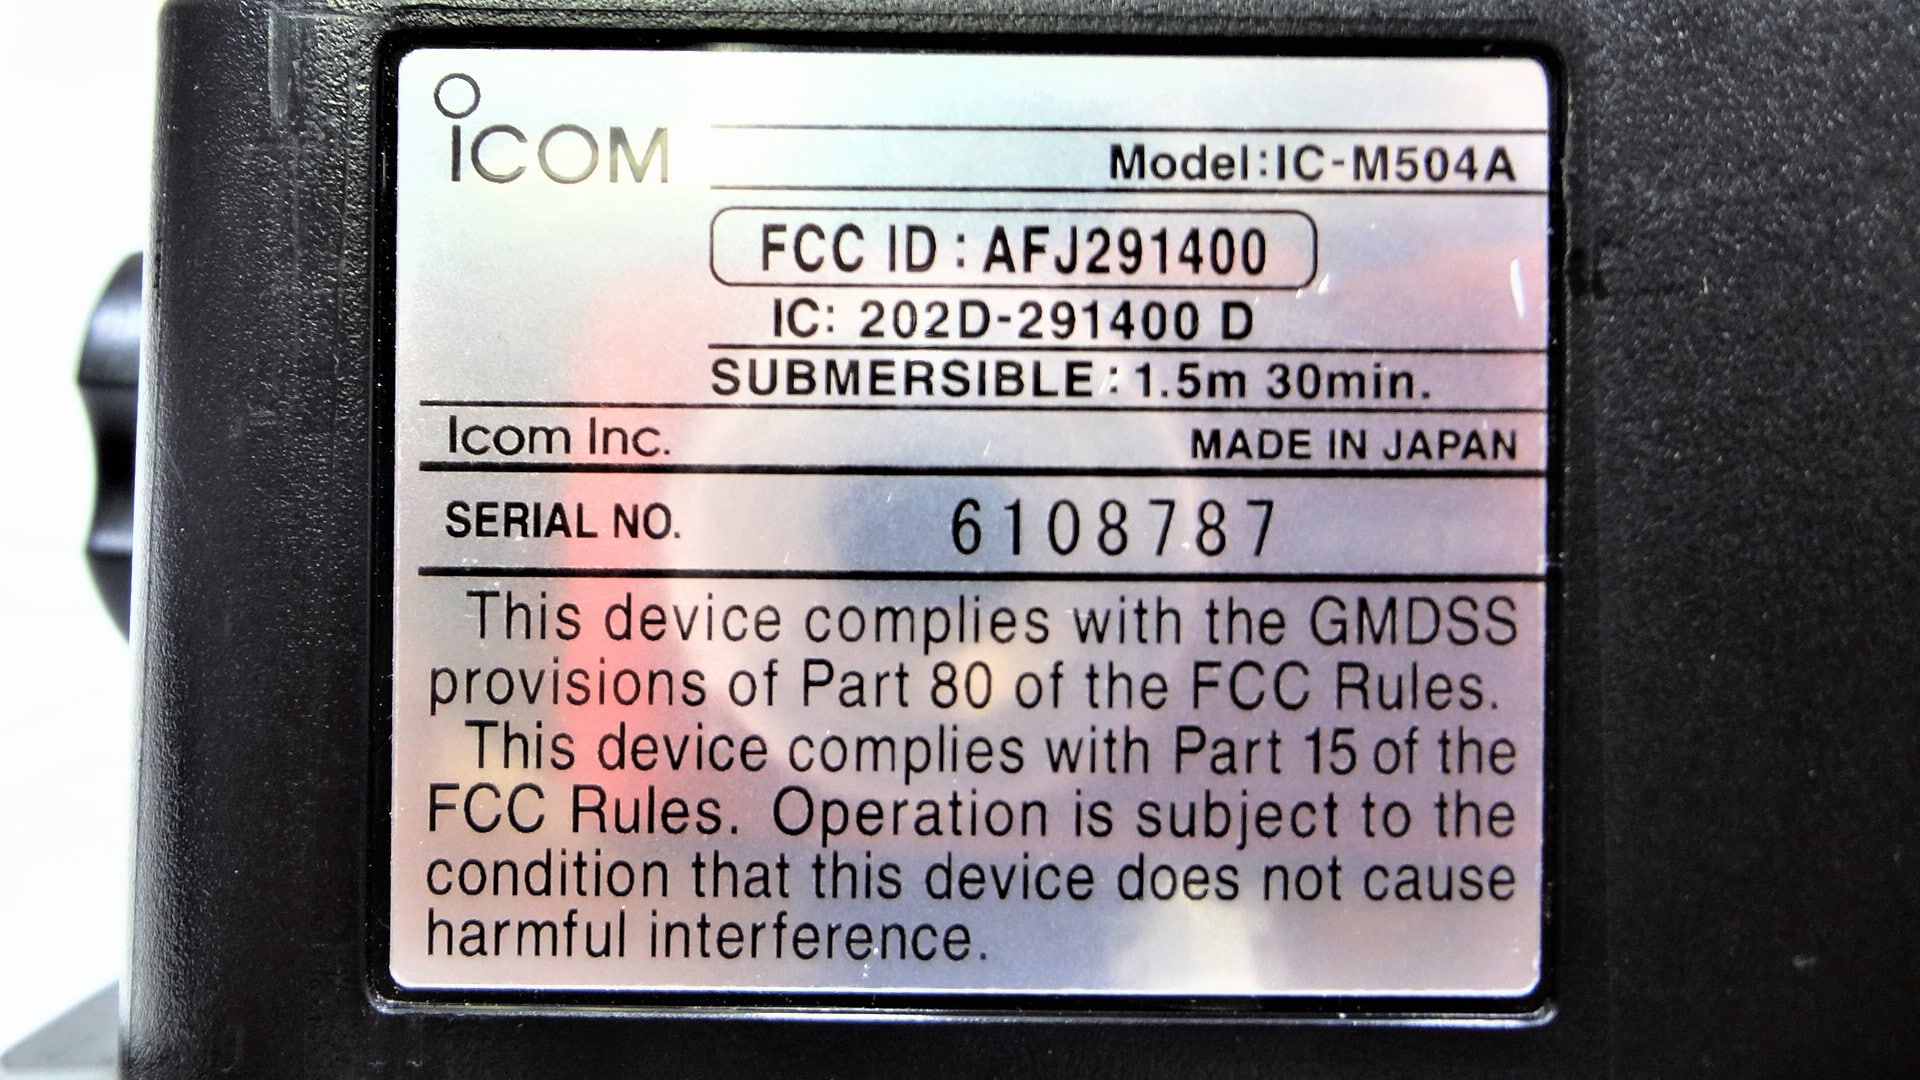 ICOM
Model:IC-M504A
FCC ID : AFJ291400
IC: 202D-291400 D
SUBMERSIBLE : 1.5m 30min.
Icom Inc. MADE IN JAPAN
SERIAL NO. 6108787
This device complies with the GMDSS
provisions of Part 80 of the FCC Rules.
This device complies with Part 15 of the
FCC Rules. Operation is subject to the
condition that this device does not cause
harmful interference.